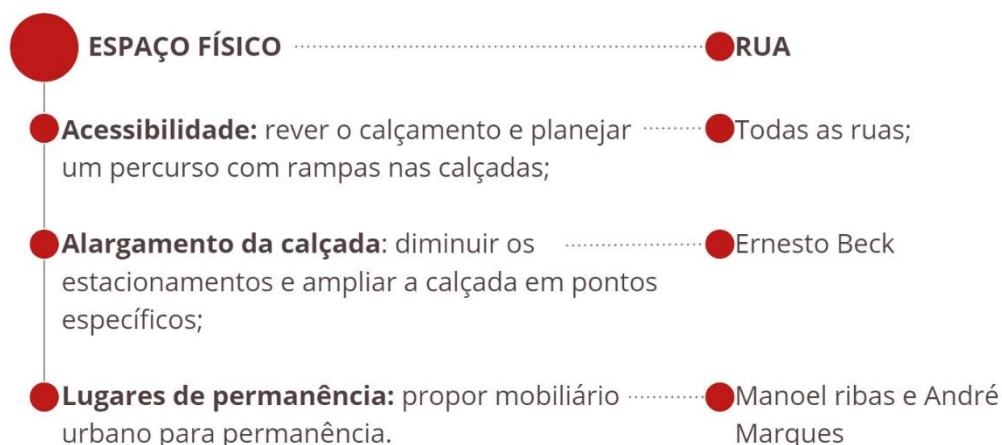 ESPAÇO FÍSICO
RUA
Acessibilidade: rever o calçamento e planejar
um percurso com rampas nas calçadas;
Todas as ruas;
Alargamento da calçada: diminuir os
estacionamentos e ampliar a calçada em pontos
específicos;
Ernesto Beck
Lugares de permanência: propor mobiliário
urbano para permanência.
Manoel ribas e André
Marques